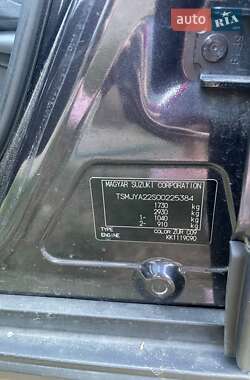 AUTO RIA
MAGYAR SUZUKI CORPORATION
TSMJYA22S00225384
1730 kg
2930 kg
1- 1040 kg
2- 910 kg
TYPE COLOR ZUR C09
ENGINE KK1119C90